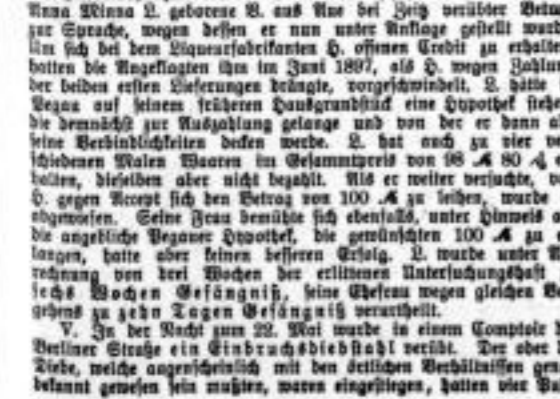 Anna Minna L. geborene B. aus Aue bei Zeitz verübter Betru
zur Sprache, wegen dessen er nun unter Anklage gestellt wurd
Um sich bei dem Liqueurfabrikanten H. offenen Credit zu erhalte
hatten die Angeklagten ihm im Juni 1897, als H. wegen Zahlun
der beiden ersten Lieferungen drängte, vorgeschwindelt, L. hätte
Pegau auf seinem früheren Hausgrundstück eine Hypothek stehe
die demnächst zur Auszahlung gelange und von der er dann al
seine Verbindlichkeiten decken werde. L. hat auch zu vier ve
schiedenen Malen Waaren im Gesammtpreis von 98 ℳ 80 ₰
halten, dieselben aber nicht bezahlt. Als er weiter versuchte, vo
H. gegen Accept sich den Betrag von 100 ℳ zu leihen, wurde
abgewiesen. Seine Frau bemühte sich ebenfalls, unter Hinweis
die angebliche Pegauer Hypothek, die gewünschten 100 ℳ zu
langen, hatte aber keinen besseren Erfolg. L. wurde unter A
rechnung von drei Wochen der erlittenen Untersuchungshaft
sechs Wochen Gefängniß, seine Ehefrau wegen gleichen Ve
gehens zu zehn Tagen Gefängniß verurtheilt.
V. In der Nacht zum 22. Mai wurde in einem Comptoir
Berliner Straße ein Einbruchsdiebstahl verübt. Der oder
Diebe, welche augenscheinlich mit den örtlichen Verhältnissen gen
bekannt gewesen sein mußten, waren eingestiegen, hatten vier